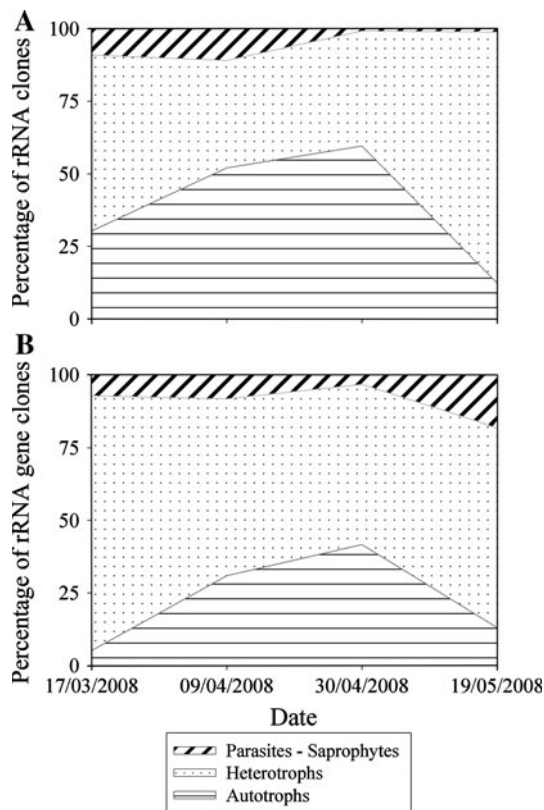 A
Percentage of rRNA clones
100
75
50
25
0
B
Percentage of rRNA gene clones
100
75
50
25
0
17/03/2008 09/04/2008 30/04/2008 19/05/2008
Date
Parasites - Saprophytes
Heterotrophs
Autotrophs